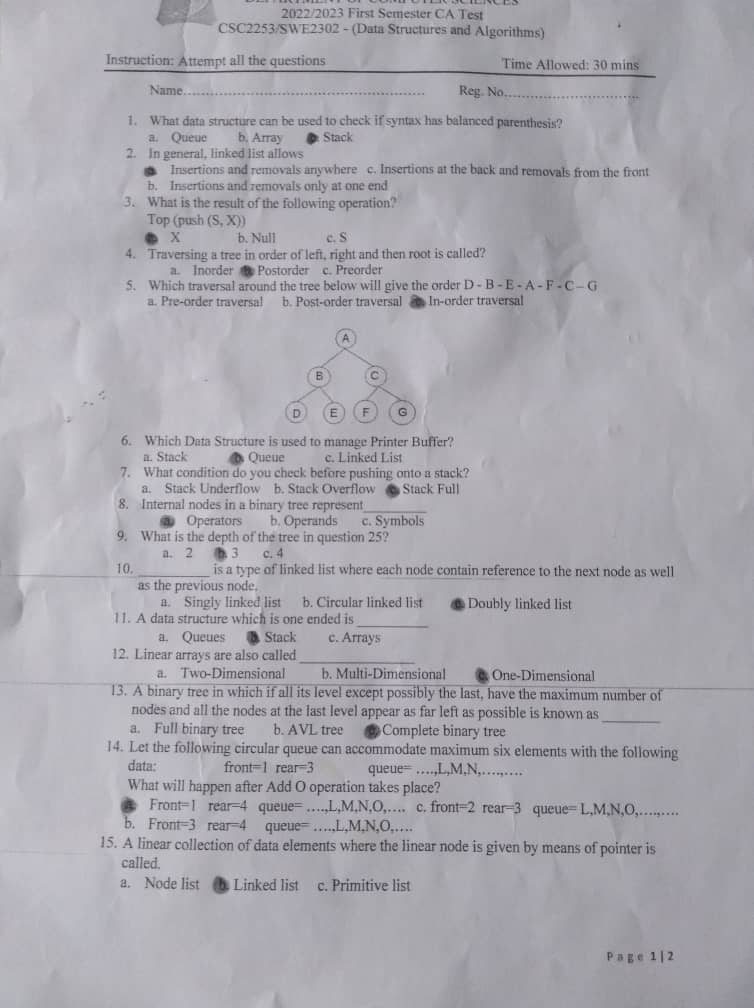 DEPARTMENT OF COMPUTER SCIENCES
2022/2023 First Semester CA Test
CSC2253/SWE2302 - (Data Structures and Algorithms)
Instruction: Attempt all the questions Time Allowed: 30 mins
Name.................................................... Reg. No.............................
1. What data structure can be used to check if syntax has balanced parenthesis?
a. Queue b. Array c. Stack
2. In general, linked list allows
a. Insertions and removals anywhere c. Insertions at the back and removals from the front
b. Insertions and removals only at one end
3. What is the result of the following operation?
Top (push (S, X))
a. X b. Null c. S
4. Traversing a tree in order of left, right and then root is called?
a. Inorder b. Postorder c. Preorder
5. Which traversal around the tree below will give the order D - B - E - A - F - C – G
a. Pre-order traversal b. Post-order traversal c. In-order traversal
A
B C
D E F G
6. Which Data Structure is used to manage Printer Buffer?
a. Stack b. Queue c. Linked List
7. What condition do you check before pushing onto a stack?
a. Stack Underflow b. Stack Overflow c. Stack Full
8. Internal nodes in a binary tree represent__________
a. Operators b. Operands c. Symbols
9. What is the depth of the tree in question 25?
a. 2 b. 3 c. 4
10. __________ is a type of linked list where each node contain reference to the next node as well
as the previous node.
a. Singly linked list b. Circular linked list c. Doubly linked list
11. A data structure which is one ended is __________
a. Queues b. Stack c. Arrays
12. Linear arrays are also called ________________
a. Two-Dimensional b. Multi-Dimensional c. One-Dimensional
13. A binary tree in which if all its level except possibly the last, have the maximum number of
nodes and all the nodes at the last level appear as far left as possible is known as ________
a. Full binary tree b. AVL tree c. Complete binary tree
14. Let the following circular queue can accommodate maximum six elements with the following
data: front=1 rear=3 queue= ....,L,M,N,....,....
What will happen after Add O operation takes place?
a. Front=1 rear=4 queue= ....,L,M,N,O,.... c. front=2 rear=3 queue= L,M,N,O,....,....
b. Front=3 rear=4 queue= ....,L,M,N,O,....
15. A linear collection of data elements where the linear node is given by means of pointer is
called.
a. Node list b. Linked list c. Primitive list
Page 1|2